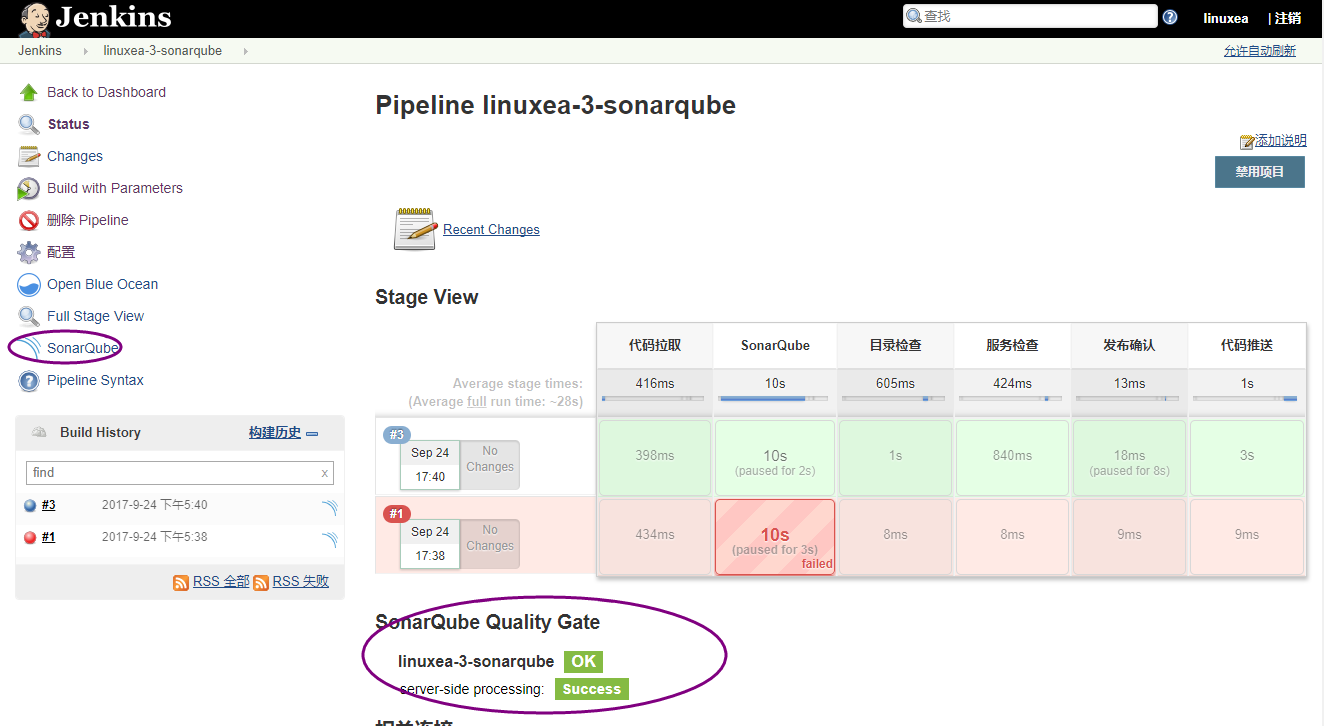 Jenkins
查找
linuxea
| 注销
Jenkins
linuxea-3-sonarqube
允许自动刷新
Back to Dashboard
Status
Changes
Build with Parameters
删除 Pipeline
配置
Open Blue Ocean
Full Stage View
SonarQube
Pipeline Syntax
Build History
构建历史
find
x
#3
2017-9-24 下午5:40
#1
2017-9-24 下午5:38
RSS 全部
RSS 失败
Pipeline linuxea-3-sonarqube
添加说明
禁用项目
Recent Changes
Stage View
代码拉取 SonarQube 目录检查 服务检查 发布确认 代码推送
Average stage times:
(Average full run time: ~28s)
416ms 10s 605ms 424ms 13ms 1s
#3
Sep 24
17:40
No
Changes
398ms
10s
(paused for 2s)
1s
840ms
18ms
(paused for 8s)
3s
#1
Sep 24
17:38
No
Changes
434ms
10s
(paused for 3s)
failed
8ms
8ms
9ms
9ms
SonarQube Quality Gate
linuxea-3-sonarqube OK
server-side processing: Success
相关连接